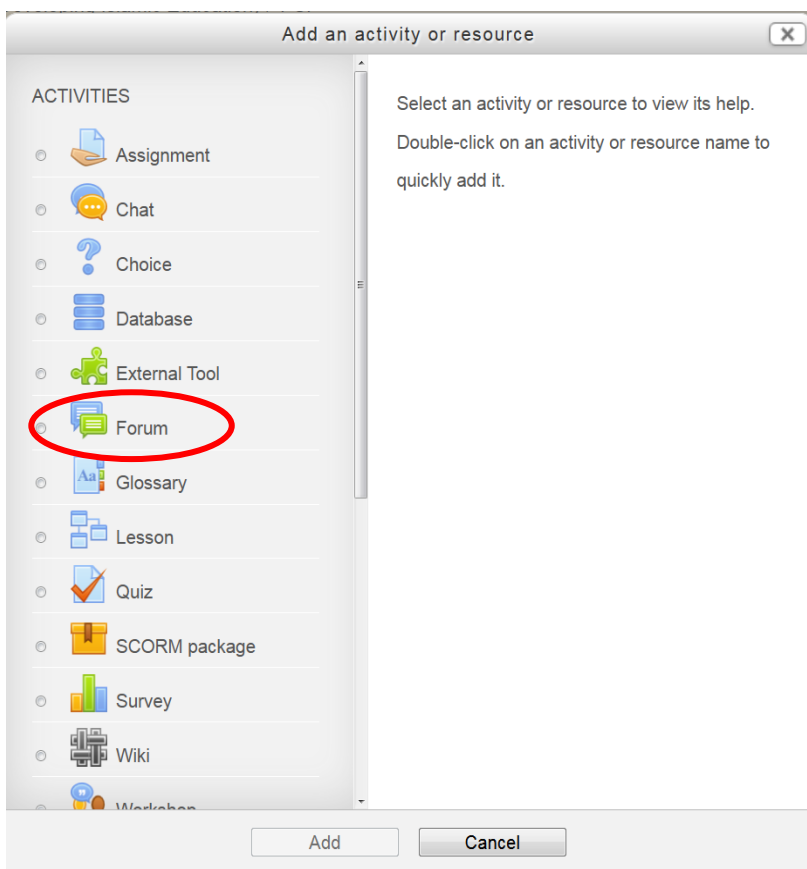 Add an activity or resource
ACTIVITIES
Assignment
Chat
Choice
Database
External Tool
Forum
Aa
Glossary
Lesson
Quiz
SCORM package
Survey
Wiki
Workshop
Select an activity or resource to view its help.
Double-click on an activity or resource name to
quickly add it.
Add
Cancel